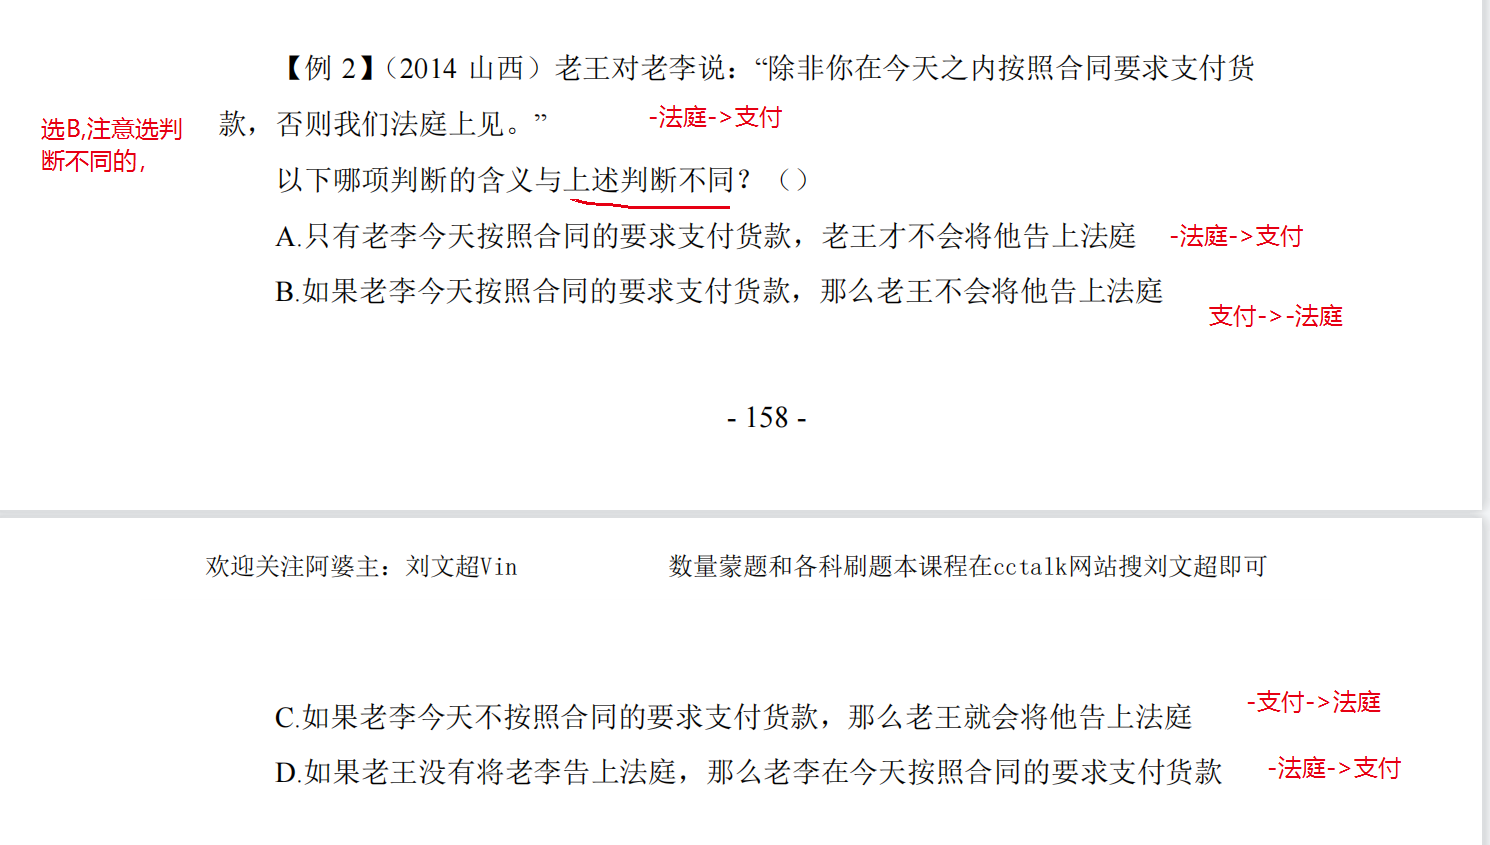 【例 2】（2014 山西）老王对老李说：“除非你在今天之内按照合同要求支付货
款，否则我们法庭上见。”
-法庭->支付
选B,注意选判
断不同的，
以下哪项判断的含义与上述判断不同？（）
A.只有老李今天按照合同的要求支付货款，老王才不会将他告上法庭
-法庭->支付
B.如果老李今天按照合同的要求支付货款，那么老王不会将他告上法庭
支付->-法庭
- 158 -
欢迎关注阿婆主：刘文超Vin
数量蒙题和各科刷题本课程在cctalk网站搜刘文超即可
C.如果老李今天不按照合同的要求支付货款，那么老王就会将他告上法庭
-支付->法庭
D.如果老王没有将老李告上法庭，那么老李在今天按照合同的要求支付货款
-法庭->支付